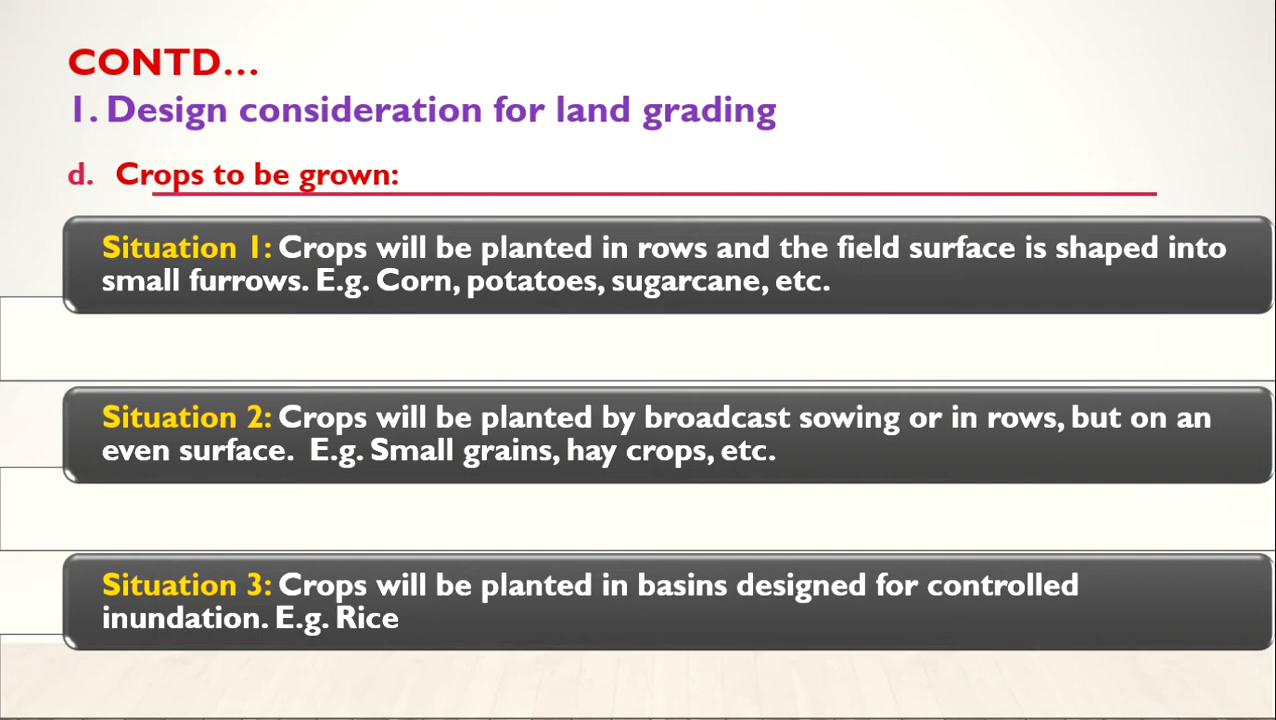 CONTD...
1. Design consideration for land grading
d. Crops to be grown:
Situation 1: Crops will be planted in rows and the field surface is shaped into
small furrows. E.g. Corn, potatoes, sugarcane, etc.
Situation 2: Crops will be planted by broadcast sowing or in rows, but on an
even surface.  E.g. Small grains, hay crops, etc.
Situation 3: Crops will be planted in basins designed for controlled
inundation. E.g. Rice